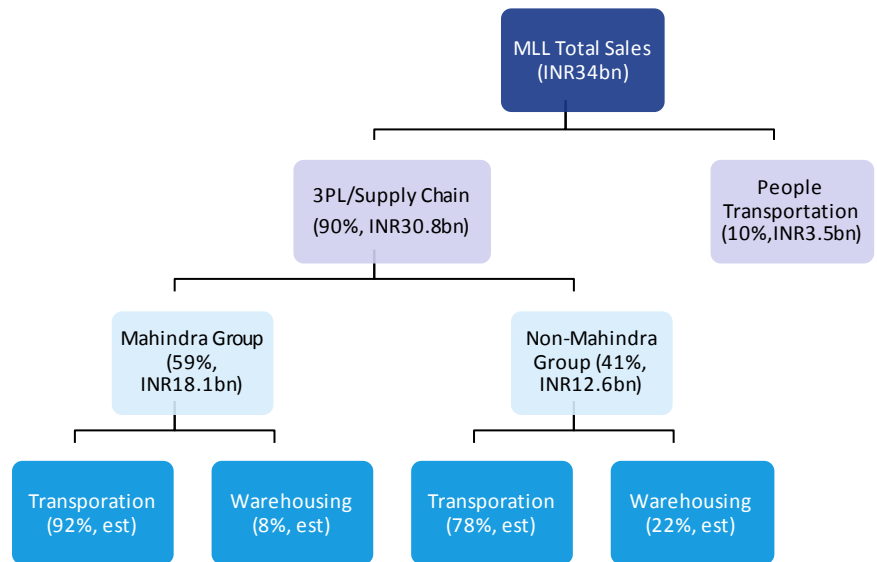 MLL Total Sales
(INR34bn)
3PL/Supply Chain
(90%, INR30.8bn)
People
Transportation
(10%,INR3.5bn)
Mahindra Group
(59%,
INR18.1bn)
Non-Mahindra
Group (41%,
INR12.6bn)
Transporation
(92%, est)
Warehousing
(8%, est)
Transporation
(78%, est)
Warehousing
(22%, est)